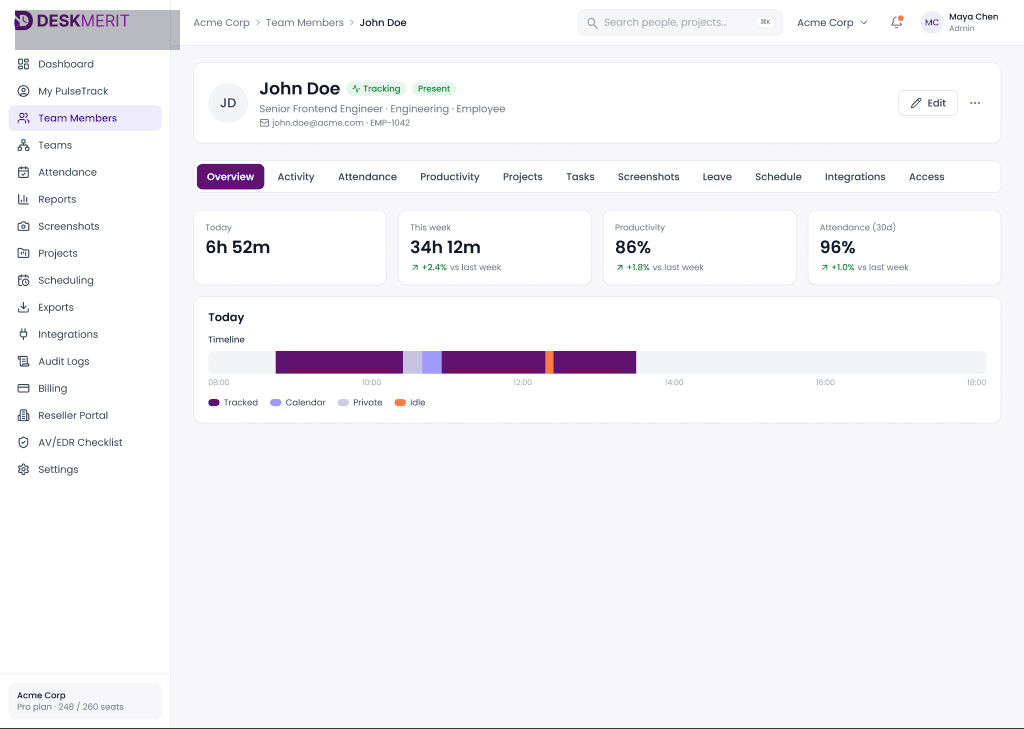 DESKMERIT
Acme Corp > Team Members > John Doe
Search people, projects... ⌘K
Acme Corp
MC
Maya Chen
Admin
Dashboard
My PulseTrack
Team Members
Teams
Attendance
Reports
Screenshots
Projects
Scheduling
Exports
Integrations
Audit Logs
Billing
Reseller Portal
AV/EDR Checklist
Settings
Acme Corp
Pro plan · 248 / 260 seats
JD
John Doe Tracking Present
Senior Frontend Engineer · Engineering · Employee
john.doe@acme.com · EMP-1042
Edit
Overview Activity Attendance Productivity Projects Tasks Screenshots Leave Schedule Integrations Access
Today
6h 52m
This week
34h 12m
+2.4% vs last week
Productivity
86%
+1.8% vs last week
Attendance (30d)
96%
+1.0% vs last week
Today
Timeline
08:00 10:00 12:00 14:00 16:00 18:00
Tracked Calendar Private Idle